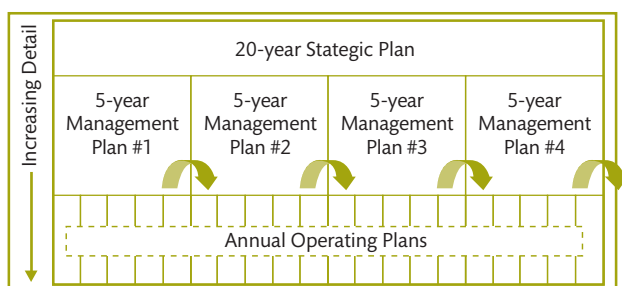 Increasing Detail
20-year Stategic Plan
5-year
Management
Plan #1
5-year
Management
Plan #2
5-year
Management
Plan #3
5-year
Management
Plan #4
Annual Operating Plans